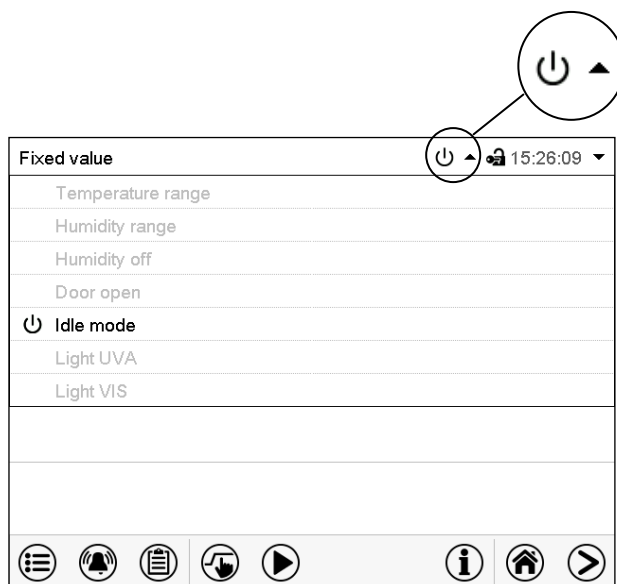 Fixed value 15:26:09
Temperature range
Humidity range
Humidity off
Door open
Idle mode
Light UVA
Light VIS